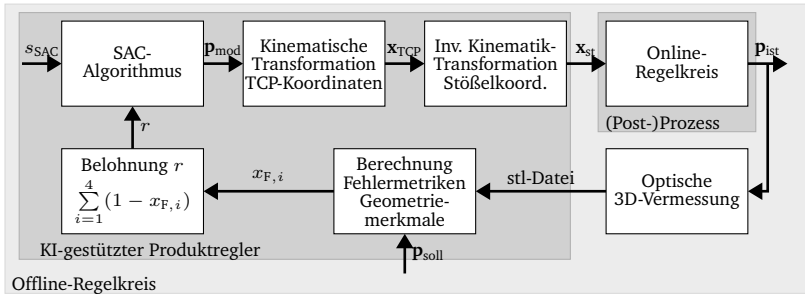 s_SAC
SAC-
Algorithmus
p_mod
Kinematische
Transformation
TCP-Koordinaten
x_TCP
Inv. Kinematik-
Transformation
Stößelkoord.
x_st
Online-
Regelkreis
p_ist
(Post-)Prozess
r
Belohnung r
4
∑ (1 − x_F, i)
i=1
x_F, i
Berechnung
Fehlermetriken
Geometrie-
merkmale
stl-Datei
Optische
3D-Vermessung
KI-gestützter Produktregler
p_soll
Offline-Regelkreis